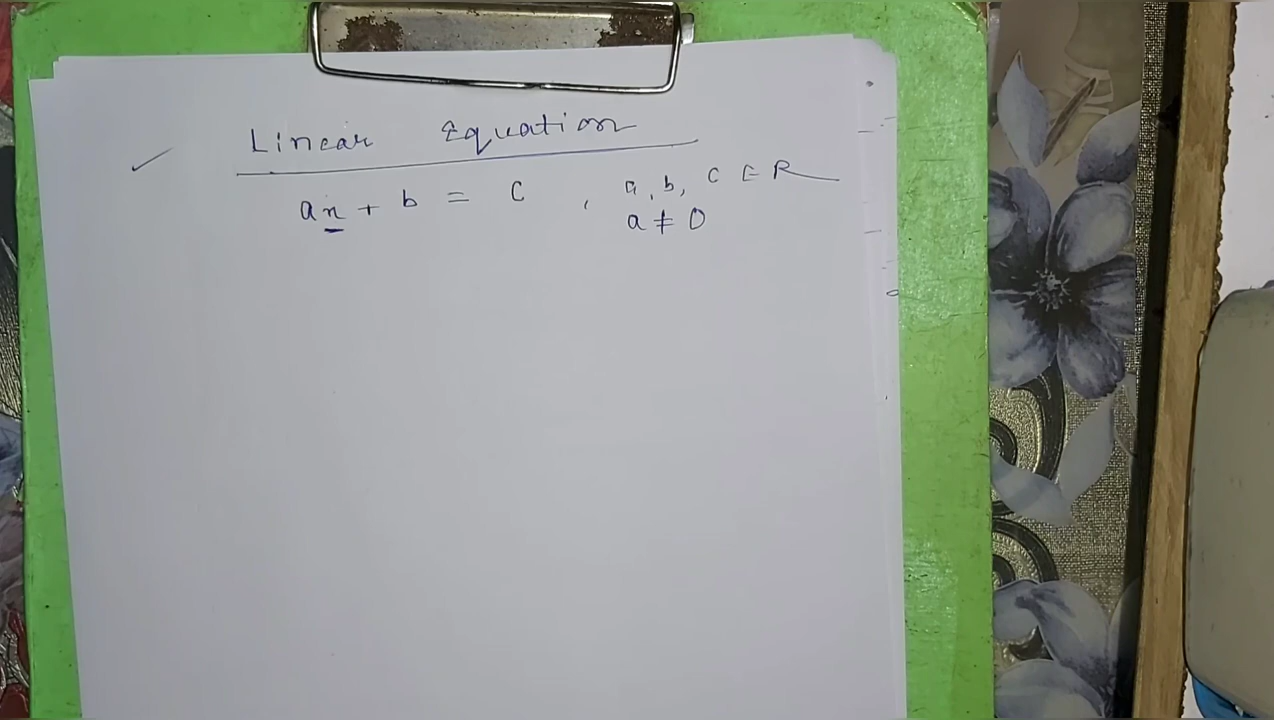 Linear Equation
ax + b = c , a, b, c ∈ R
a ≠ 0